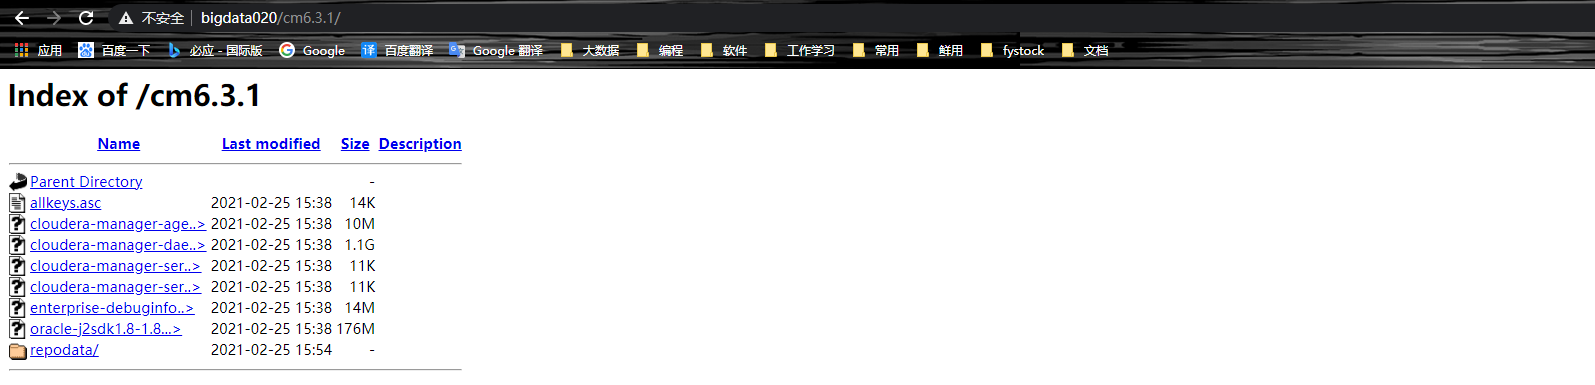 不安全 bigdata020/cm6.3.1/
应用 百度一下 必应 - 国际版 Google 百度翻译 Google 翻译 大数据 编程 软件 工作学习 常用 鲜用 fystock 文档
Index of /cm6.3.1
Name Last modified Size Description
Parent Directory -
allkeys.asc 2021-02-25 15:38 14K
cloudera-manager-age..> 2021-02-25 15:38 10M
cloudera-manager-dae..> 2021-02-25 15:38 1.1G
cloudera-manager-ser..> 2021-02-25 15:38 11K
cloudera-manager-ser..> 2021-02-25 15:38 11K
enterprise-debuginfo..> 2021-02-25 15:38 14M
oracle-j2sdk1.8-1.8...> 2021-02-25 15:38 176M
repodata/ 2021-02-25 15:54 -